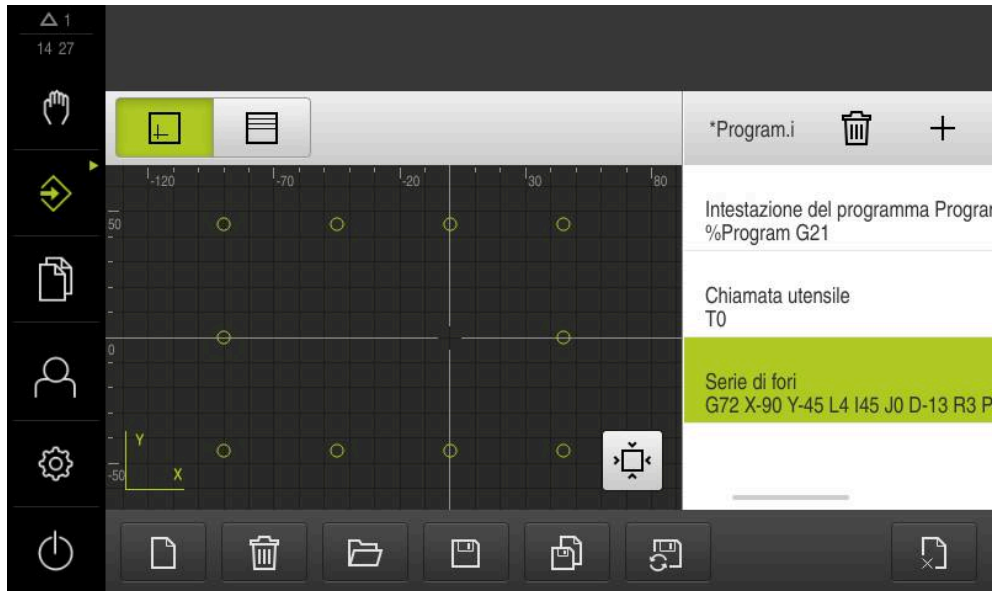 1
14 27
*Program.i
-120 -70 -20 30 80
50
0
-50
Y
X
Intestazione del programma Progra
%Program G21
Chiamata utensile
T0
Serie di fori
G72 X-90 Y-45 L4 I45 J0 D-13 R3 P